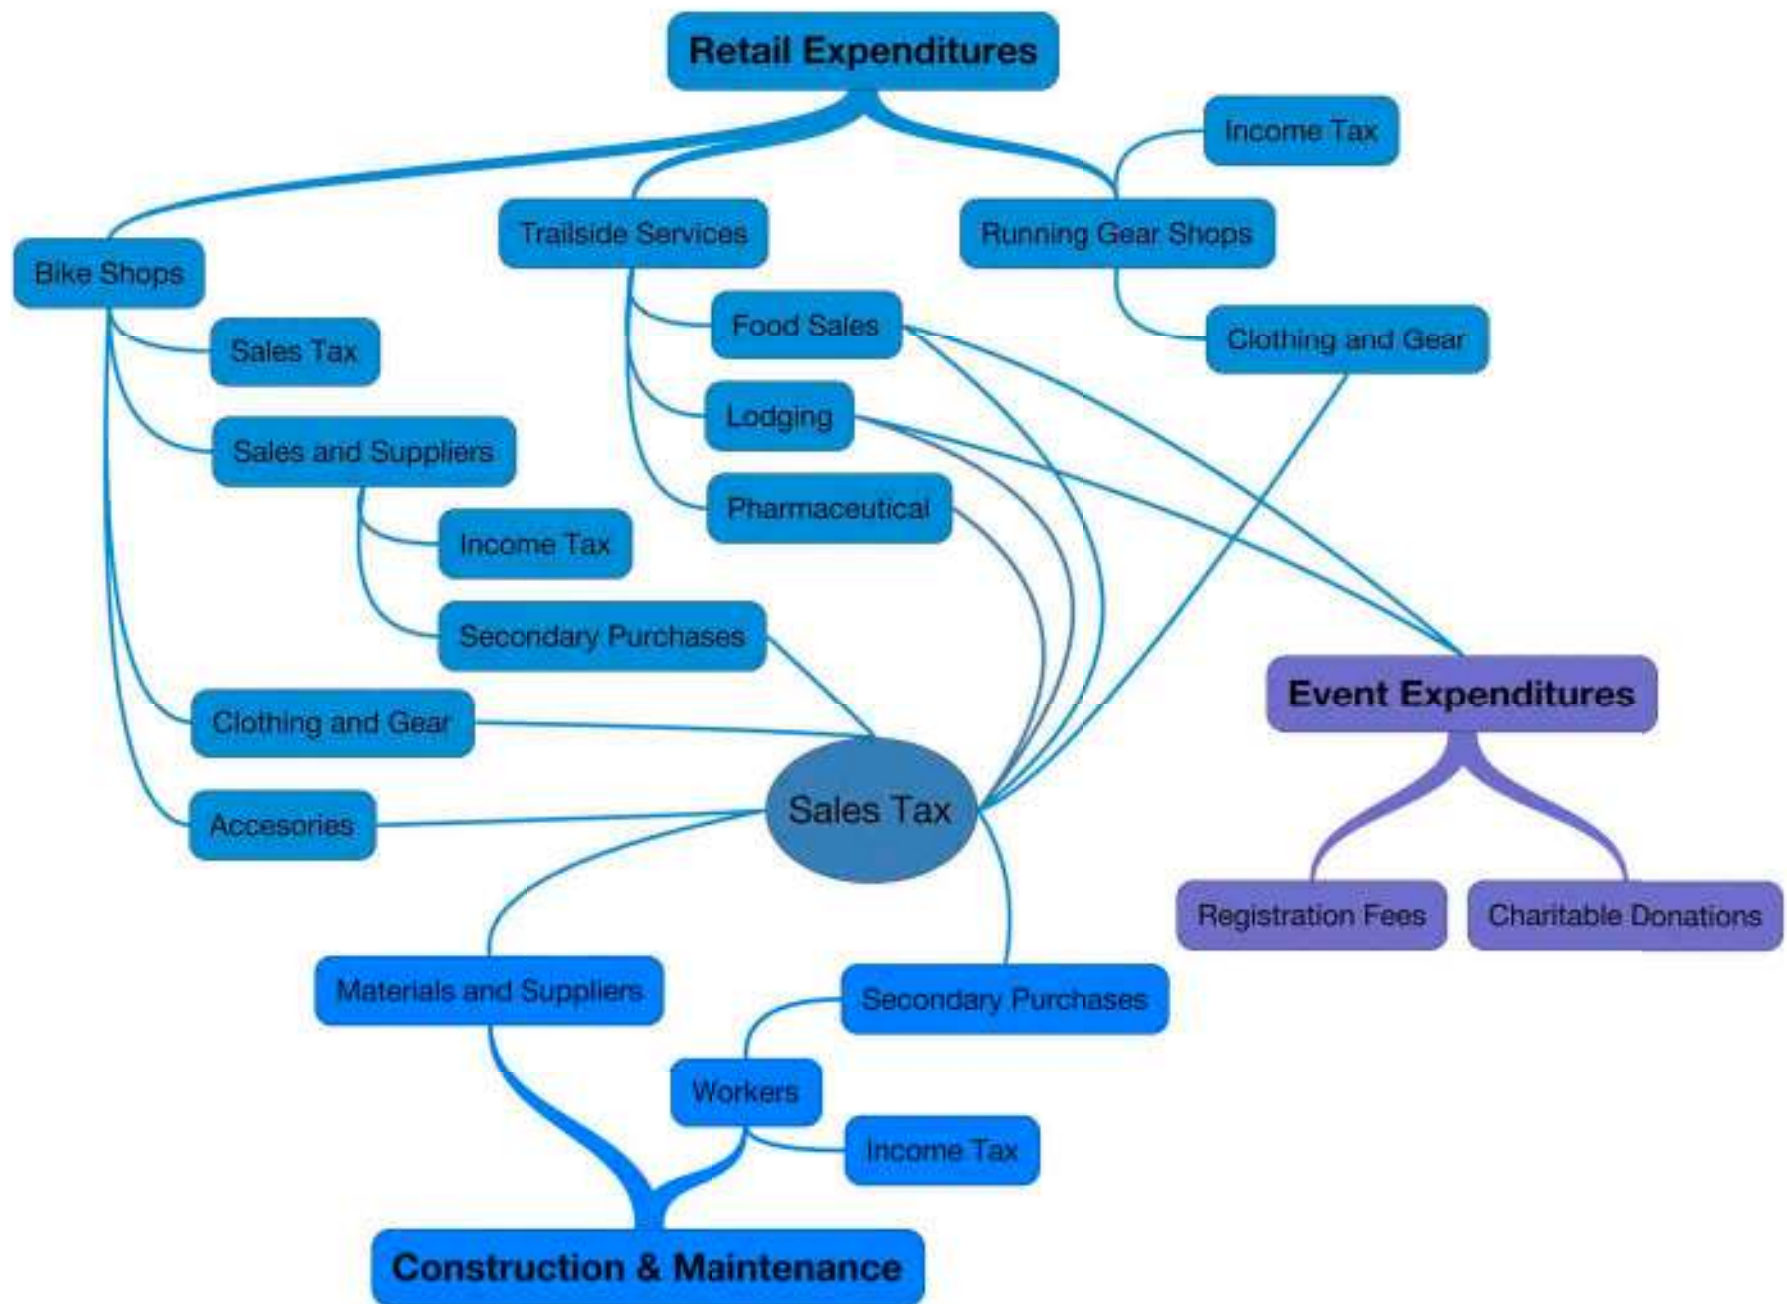 Retail Expenditures
Income Tax
Trailside Services
Running Gear Shops
Bike Shops
Food Sales
Clothing and Gear
Sales Tax
Lodging
Sales and Suppliers
Pharmaceutical
Income Tax
Secondary Purchases
Event Expenditures
Clothing and Gear
Sales Tax
Accesories
Registration Fees
Charitable Donations
Materials and Suppliers
Secondary Purchases
Workers
Income Tax
Construction & Maintenance